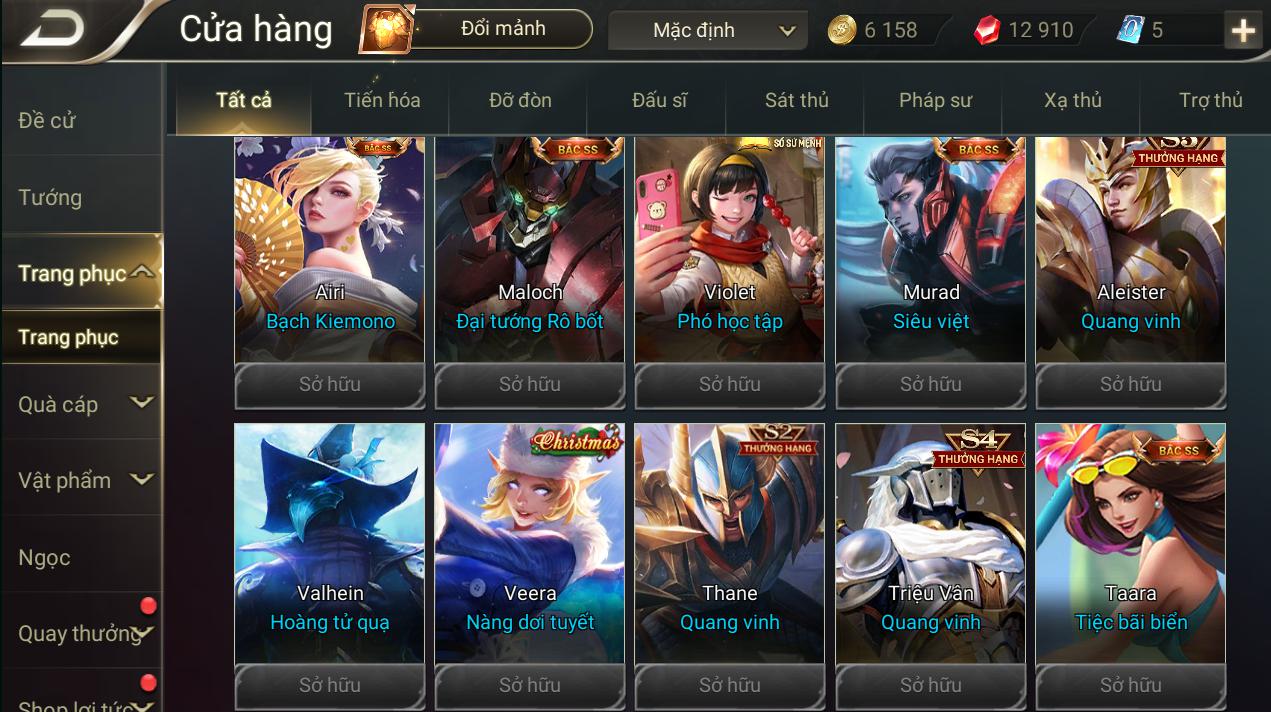 Cửa hàng
Đổi mảnh
Mặc định
6 158
12 910
5
Đề cử
Tướng
Trang phục
Trang phục
Quà cáp
Vật phẩm
Ngọc
Quay thưởng
Shop lợi tức
Tất cả
Tiến hóa
Đỡ đòn
Đấu sĩ
Sát thủ
Pháp sư
Xạ thủ
Trợ thủ
BẬC SS
Airi
Bạch Kiemono
Sở hữu
BẬC SS
Maloch
Đại tướng Rô bốt
Sở hữu
SỔ SỨ MỆNH
Violet
Phó học tập
Sở hữu
BẬC SS
Murad
Siêu việt
Sở hữu
S3
THƯỞNG HẠNG
Aleister
Quang vinh
Sở hữu
Valhein
Hoàng tử quạ
Sở hữu
Christmas
Veera
Nàng dơi tuyết
Sở hữu
S2
THƯỞNG HẠNG
Thane
Quang vinh
Sở hữu
S4
THƯỞNG HẠNG
Triệu Vân
Quang vinh
Sở hữu
BẬC SS
Taara
Tiệc bãi biển
Sở hữu